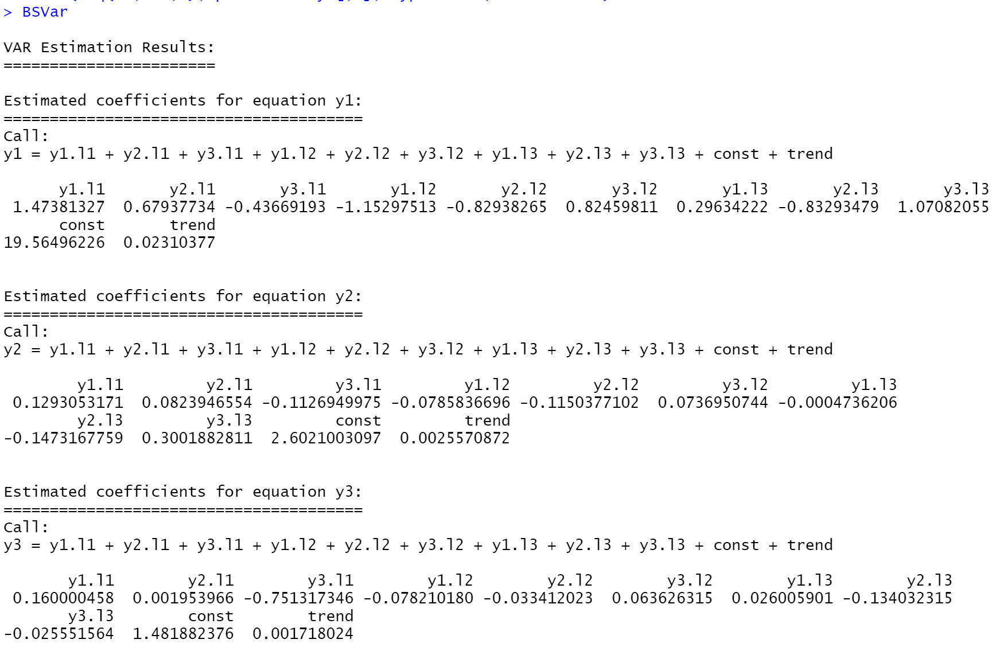 > BSVar
VAR Estimation Results:
=======================
Estimated coefficients for equation y1:
=======================================
Call:
y1 = y1.l1 + y2.l1 + y3.l1 + y1.l2 + y2.l2 + y3.l2 + y1.l3 + y2.l3 + y3.l3 + const + trend
y1.l1 y2.l1 y3.l1 y1.l2 y2.l2 y3.l2 y1.l3 y2.l3 y3.l3
1.47381327 0.67937734 -0.43669193 -1.15297513 -0.82938265 0.82459811 0.29634222 -0.83293479 1.07082055
const trend
19.56496226 0.02310377
Estimated coefficients for equation y2:
=======================================
Call:
y2 = y1.l1 + y2.l1 + y3.l1 + y1.l2 + y2.l2 + y3.l2 + y1.l3 + y2.l3 + y3.l3 + const + trend
y1.l1 y2.l1 y3.l1 y1.l2 y2.l2 y3.l2 y1.l3
0.1293053171 0.0823946554 -0.1126949975 -0.0785836696 -0.1150377102 0.0736950744 -0.0004736206
y2.l3 y3.l3 const trend
-0.1473167759 0.3001882811 2.6021003097 0.0025570872
Estimated coefficients for equation y3:
=======================================
Call:
y3 = y1.l1 + y2.l1 + y3.l1 + y1.l2 + y2.l2 + y3.l2 + y1.l3 + y2.l3 + y3.l3 + const + trend
y1.l1 y2.l1 y3.l1 y1.l2 y2.l2 y3.l2 y1.l3 y2.l3
0.160000458 0.001953966 -0.751317346 -0.078210180 -0.033412023 0.063626315 0.026005901 -0.134032315
y3.l3 const trend
-0.025551564 1.481882376 0.001718024